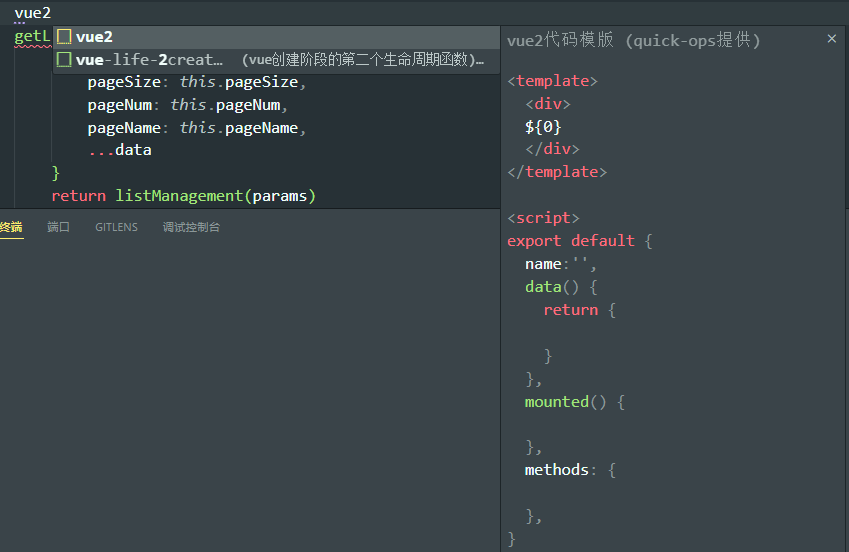 vue2
getL
vue2
vue-life-2creat... (vue创建阶段的第二个生命周期函数)...
pageSize: this.pageSize,
pageNum: this.pageNum,
pageName: this.pageName,
...data
}
return listManagement(params)
终端 端口 GITLENS 调试控制台
vue2代码模版 (quick-ops提供) ×
<template>
<div>
${0}
</div>
</template>
<script>
export default {
name:'',
data() {
return {
}
},
mounted() {
},
methods: {
},
}